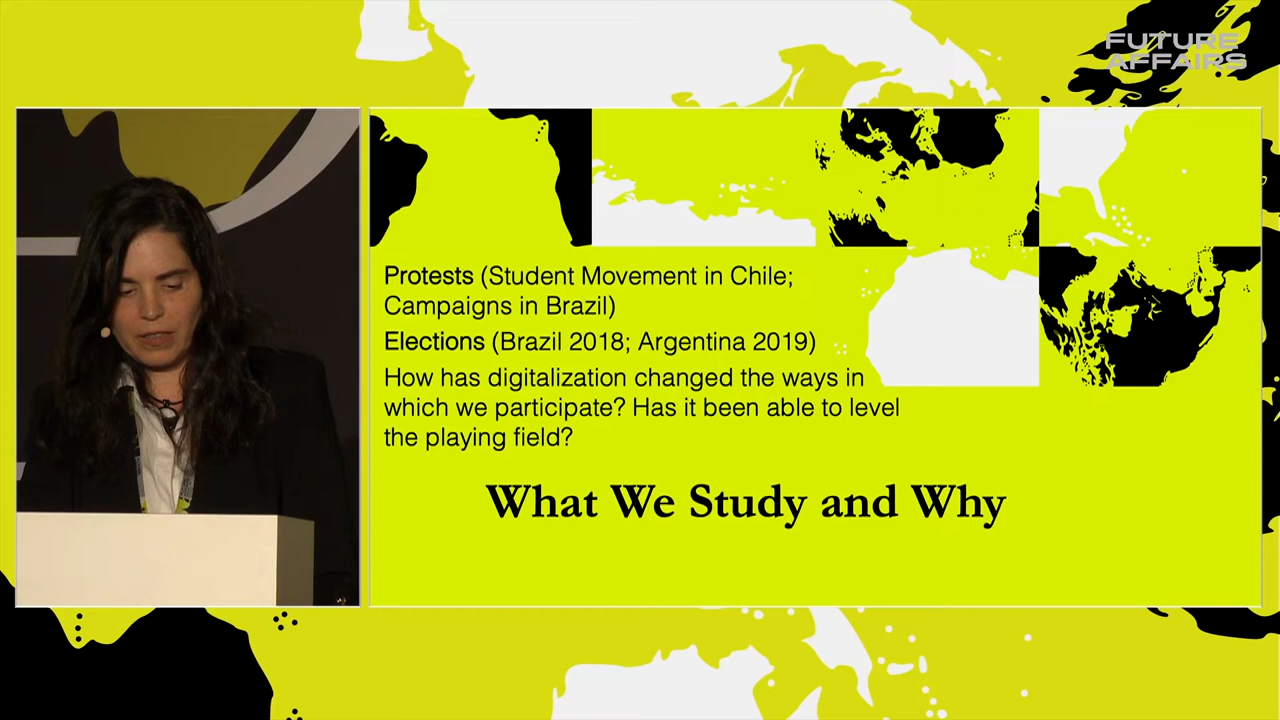 FUTURE
AFFAIRS
Protests (Student Movement in Chile;
Campaigns in Brazil)
Elections (Brazil 2018; Argentina 2019)
How has digitalization changed the ways in
which we participate? Has it been able to level
the playing field?
What We Study and Why